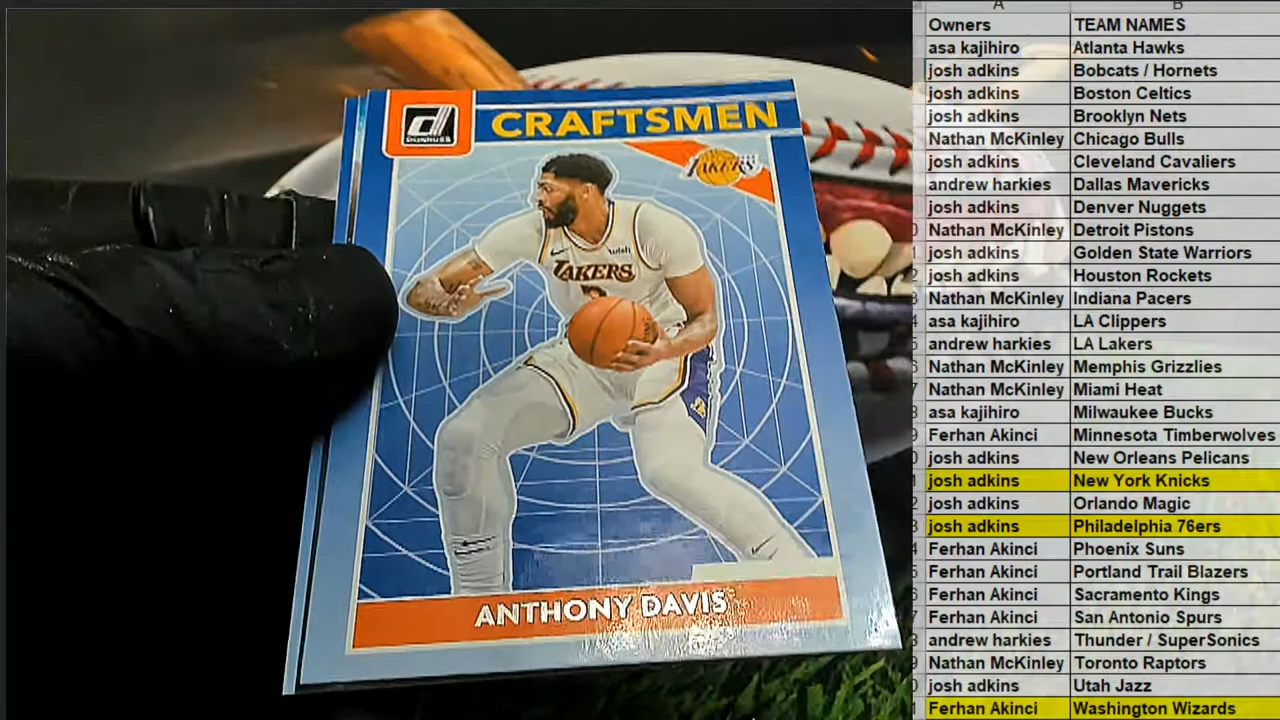 CRAFTSMEN
DONRUSS
LAKERS
wish
LAKERS
ANTHONY DAVIS
A B
Owners TEAM NAMES
asa kajihiro Atlanta Hawks
josh adkins Bobcats / Hornets
josh adkins Boston Celtics
josh adkins Brooklyn Nets
Nathan McKinley Chicago Bulls
josh adkins Cleveland Cavaliers
andrew harkies Dallas Mavericks
josh adkins Denver Nuggets
Nathan McKinley Detroit Pistons
josh adkins Golden State Warriors
josh adkins Houston Rockets
Nathan McKinley Indiana Pacers
asa kajihiro LA Clippers
andrew harkies LA Lakers
Nathan McKinley Memphis Grizzlies
Nathan McKinley Miami Heat
asa kajihiro Milwaukee Bucks
Ferhan Akinci Minnesota Timberwolves
josh adkins New Orleans Pelicans
josh adkins New York Knicks
josh adkins Orlando Magic
josh adkins Philadelphia 76ers
Ferhan Akinci Phoenix Suns
Ferhan Akinci Portland Trail Blazers
Ferhan Akinci Sacramento Kings
Ferhan Akinci San Antonio Spurs
andrew harkies Thunder / SuperSonics
Nathan McKinley Toronto Raptors
josh adkins Utah Jazz
Ferhan Akinci Washington Wizards